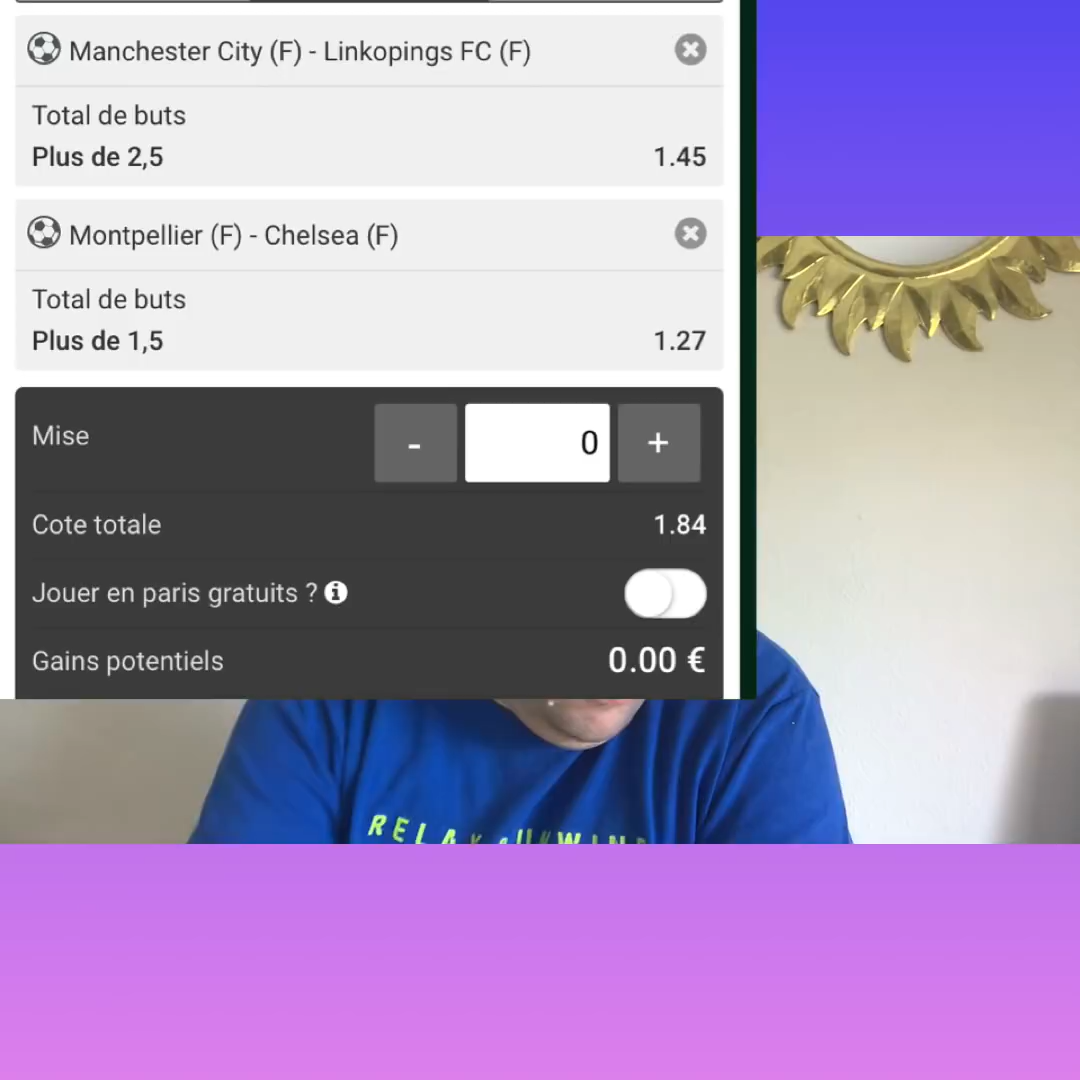 Manchester City (F) - Linkopings FC (F)
Total de buts
Plus de 2,5 1.45
Montpellier (F) - Chelsea (F)
Total de buts
Plus de 1,5 1.27
Mise - 0 +
Cote totale 1.84
Jouer en paris gratuits ?
Gains potentiels 0.00 €